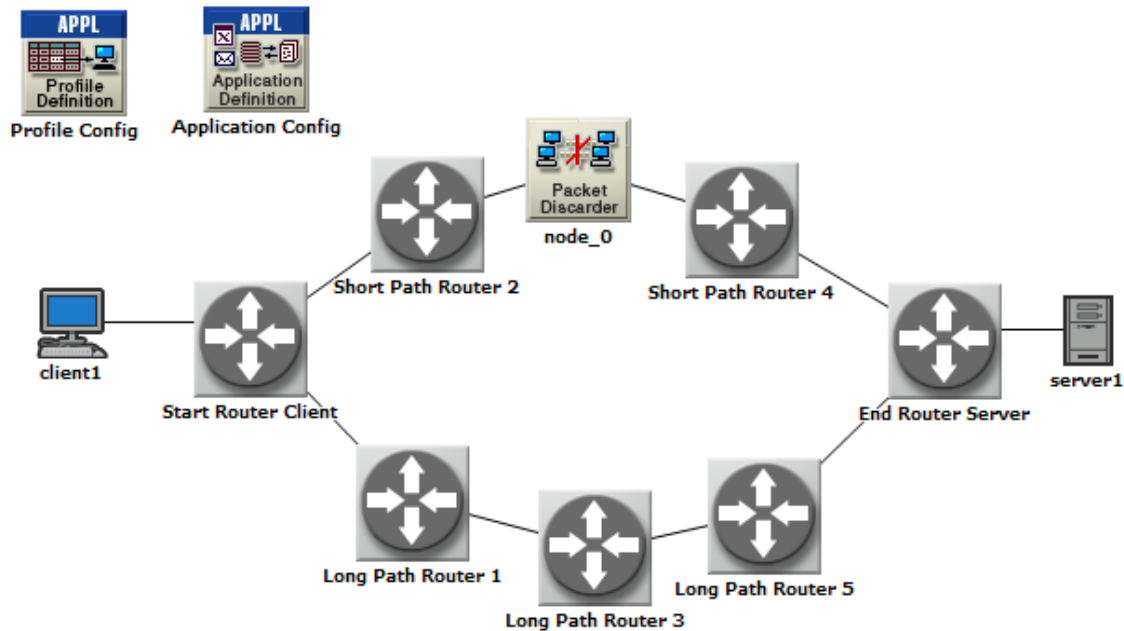 APPL
Profiile
Definition
Profile Config
APPL
Application
Definition
Application Config
Packet
Discarder
node_0
Short Path Router 2
Short Path Router 4
client1
Start Router Client
End Router Server
server1
Long Path Router 1
Long Path Router 3
Long Path Router 5